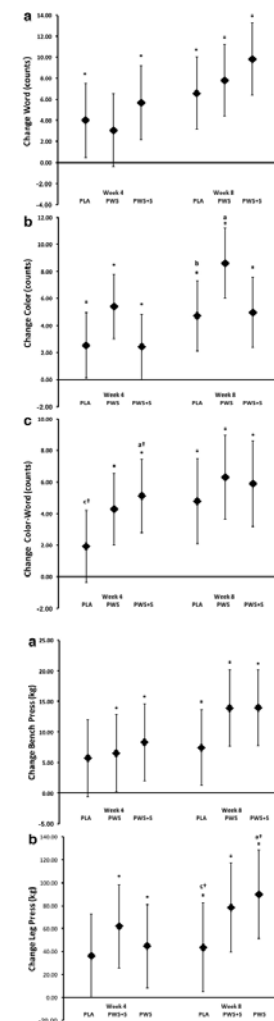 a
Change Word (counts)
14.00
12.00
10.00
8.00
6.00
4.00
2.00
0.00
-2.00
-4.00
* * * * *
Week 4 Week 8
PLA PWS PWS+S PLA PWS PWS+S
b
Change Color (counts)
12.00
10.00
8.00
6.00
4.00
2.00
0.00
-2.00
a
b
* * * * * *
Week 4 Week 8
PLA PWS PWS+S PLA PWS PWS+S
c
Change Color-Word (counts)
10.00
8.00
6.00
4.00
2.00
0.00
-2.00
c† a†
* * * * *
Week 4 Week 8
PLA PWS PWS+S PLA PWS PWS+S
a
Change Bench Press (kg)
25.00
20.00
15.00
10.00
5.00
0.00
-5.00
* * * * *
Week 4 Week 8
PLA PWS PWS+S PLA PWS PWS+S
b
Change Leg Press (kg)
140.00
120.00
100.00
80.00
60.00
40.00
20.00
0.00
-20.00
c† a†
* * * * *
Week 4 Week 8
PLA PWS+S PWS PLA PWS+S PWS